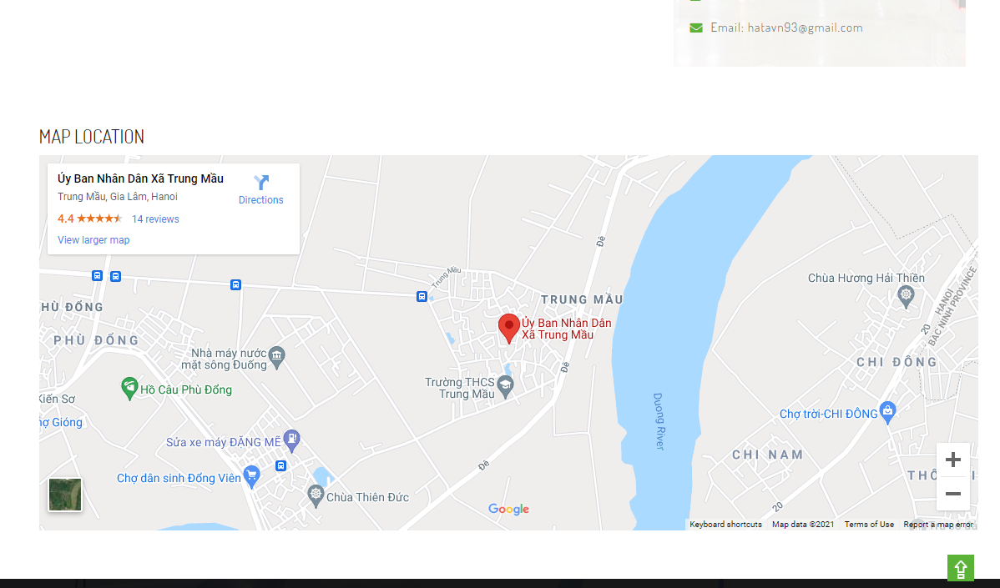 Email: hatavn93@gmail.com
MAP LOCATION
Ủy Ban Nhân Dân Xã Trung Mầu
Trung Mầu, Gia Lâm, Hanoi
Directions
4.4
14 reviews
View larger map
Đê
Trung Mầu
Chùa Hương Hải Thiền
HANOI
BẮC NINH PROVINCE
HÙ ĐỔNG
TRUNG MẦU
Ủy Ban Nhân Dân
Xã Trung Mầu
20
PHÙ ĐỔNG
Nhà máy nước
mặt sông Đuống
CHI ĐÔNG
Đê
Trường THCS
Trung Mầu
Hồ Câu Phù Đổng
Kiến Sơ
Duong River
Chợ trời-CHI ĐÔNG
ợ Gióng
Sửa xe máy ĐẶNG MẼ
CHI NAM
Đê
Chợ dân sinh Đổng Viên
THÔ
Chùa Thiên Đức
20
Google
Keyboard shortcuts
Map data ©2021
Terms of Use
Report a map error